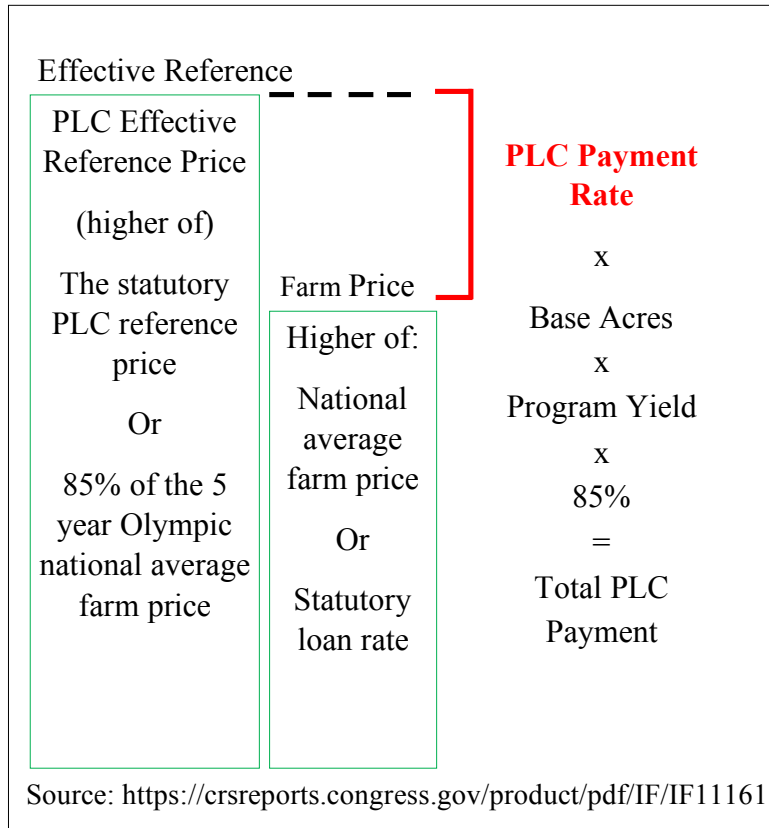 Effective Reference
PLC Effective
Reference Price
(higher of)
The statutory
PLC reference
price
Or
85% of the 5
year Olympic
national average
farm price
Farm Price
Higher of:
National
average
farm price
Or
Statutory
loan rate
PLC Payment
Rate
x
Base Acres
x
Program Yield
x
85%
=
Total PLC
Payment
Source: https://crsreports.congress.gov/product/pdf/IF/IF11161